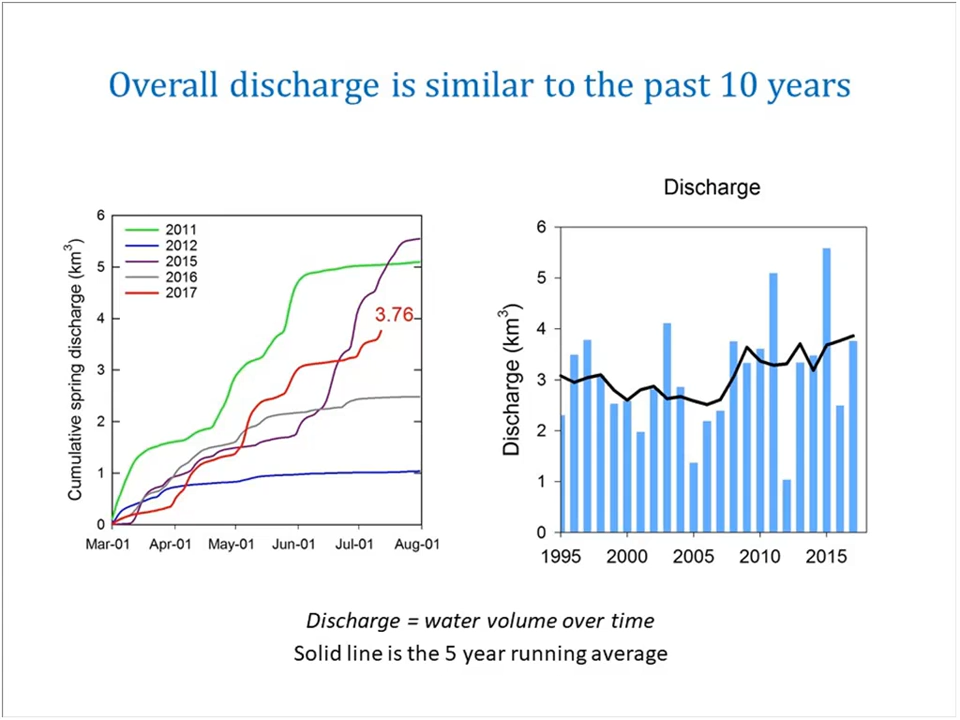 Overall discharge is similar to the past 10 years
Cumulative spring discharge (km³)
6
5
4
3
2
1
0
2011
2012
2015
2016
2017
3.76
Mar-01 Apr-01 May-01 Jun-01 Jul-01 Aug-01
Discharge
Discharge (km³)
6
5
4
3
2
1
0
1995 2000 2005 2010 2015
Discharge = water volume over time
Solid line is the 5 year running average